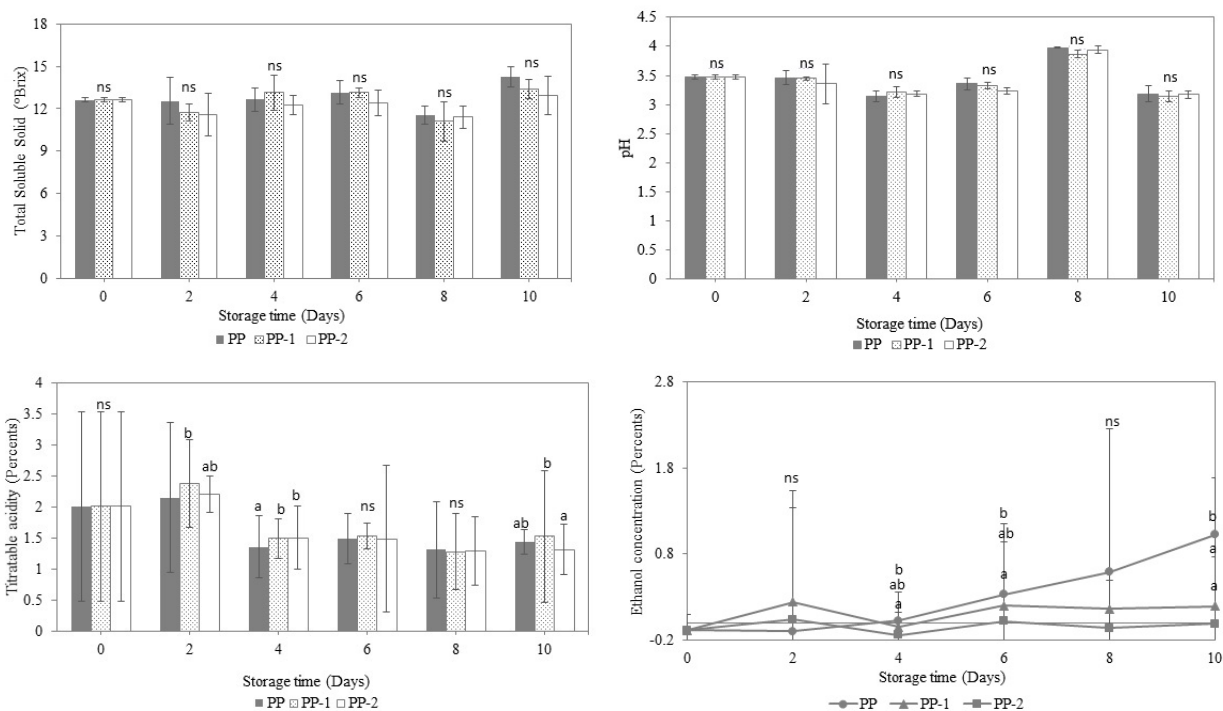 18
15
12
9
6
3
0
Total Soluble Solid (°Brix)
ns ns ns ns ns ns
0 2 4 6 8 10
Storage time (Days)
PP PP-1 PP-2
4.5
4
3.5
3
2.5
2
1.5
1
0.5
0
pH
ns ns ns ns ns ns
0 2 4 6 8 10
Storage time (Days)
PP PP-1 PP-2
4
3.5
3
2.5
2
1.5
1
0.5
0
Titratable acidity (Percents)
ns b ab a b b ns ns ab b a
0 2 4 6 8 10
Storage time (Days)
PP PP-1 PP-2
2.8
1.8
0.8
-0.2
Ethanol concentration (Percents)
ns b ab a b ab a ns b a a
0 2 4 6 8 10
Storage time (Days)
PP PP-1 PP-2